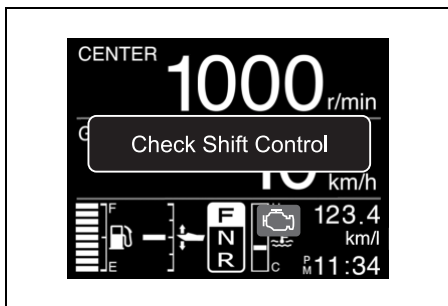 CENTER
1000 r/min
G
Check Shift Control
km/h
F F 123.4
N km/l
E R C PM 11:34